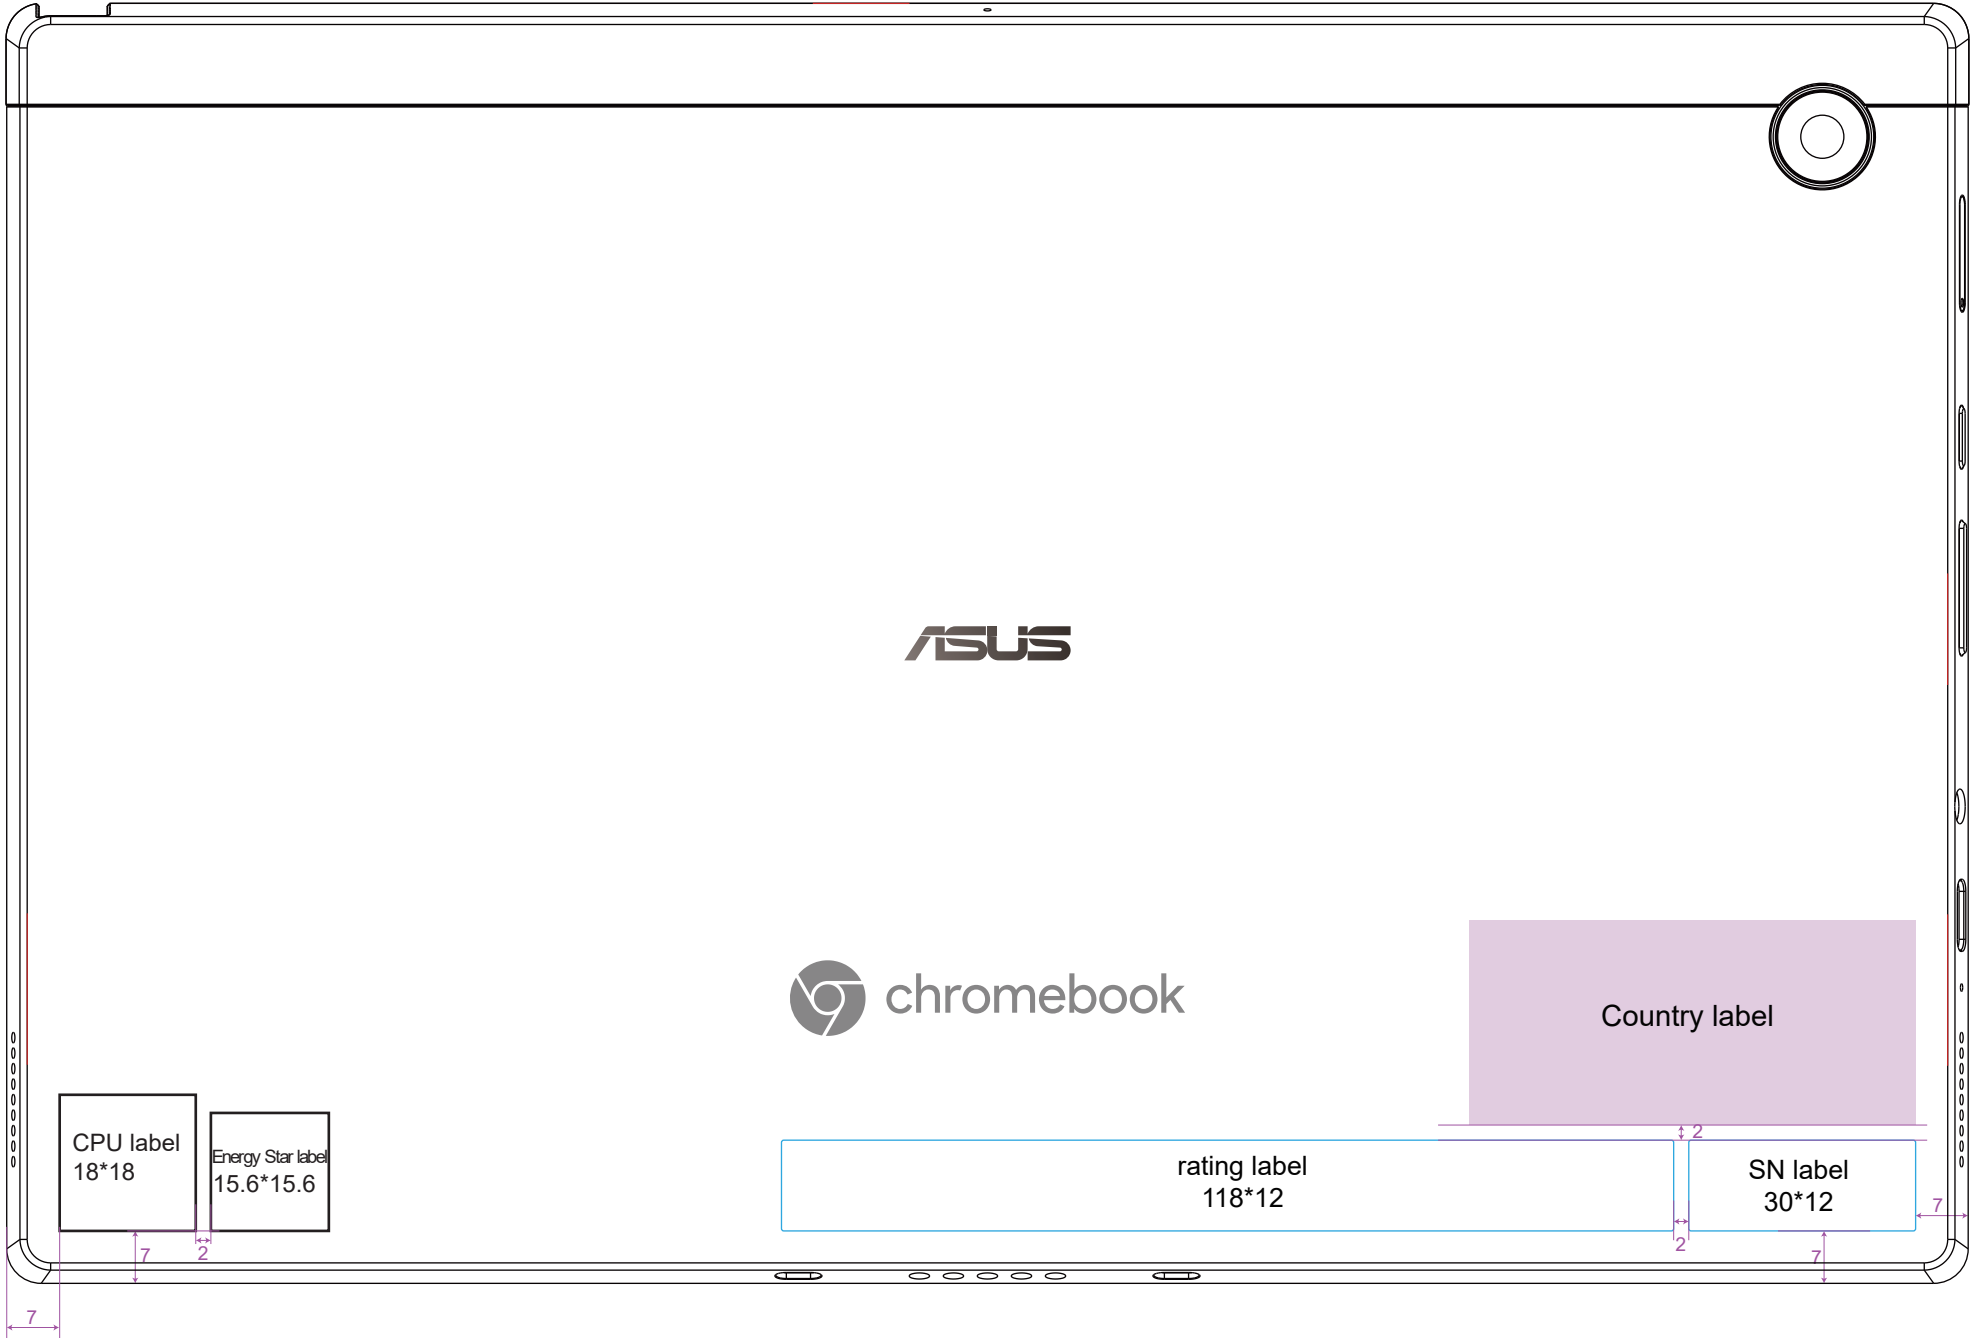 ASUS
chromebook
Country label
2
CPU label
18*18
Energy Star label
15.6*15.6
rating label
118*12
SN label
30*12
7
2
7
2
7
7